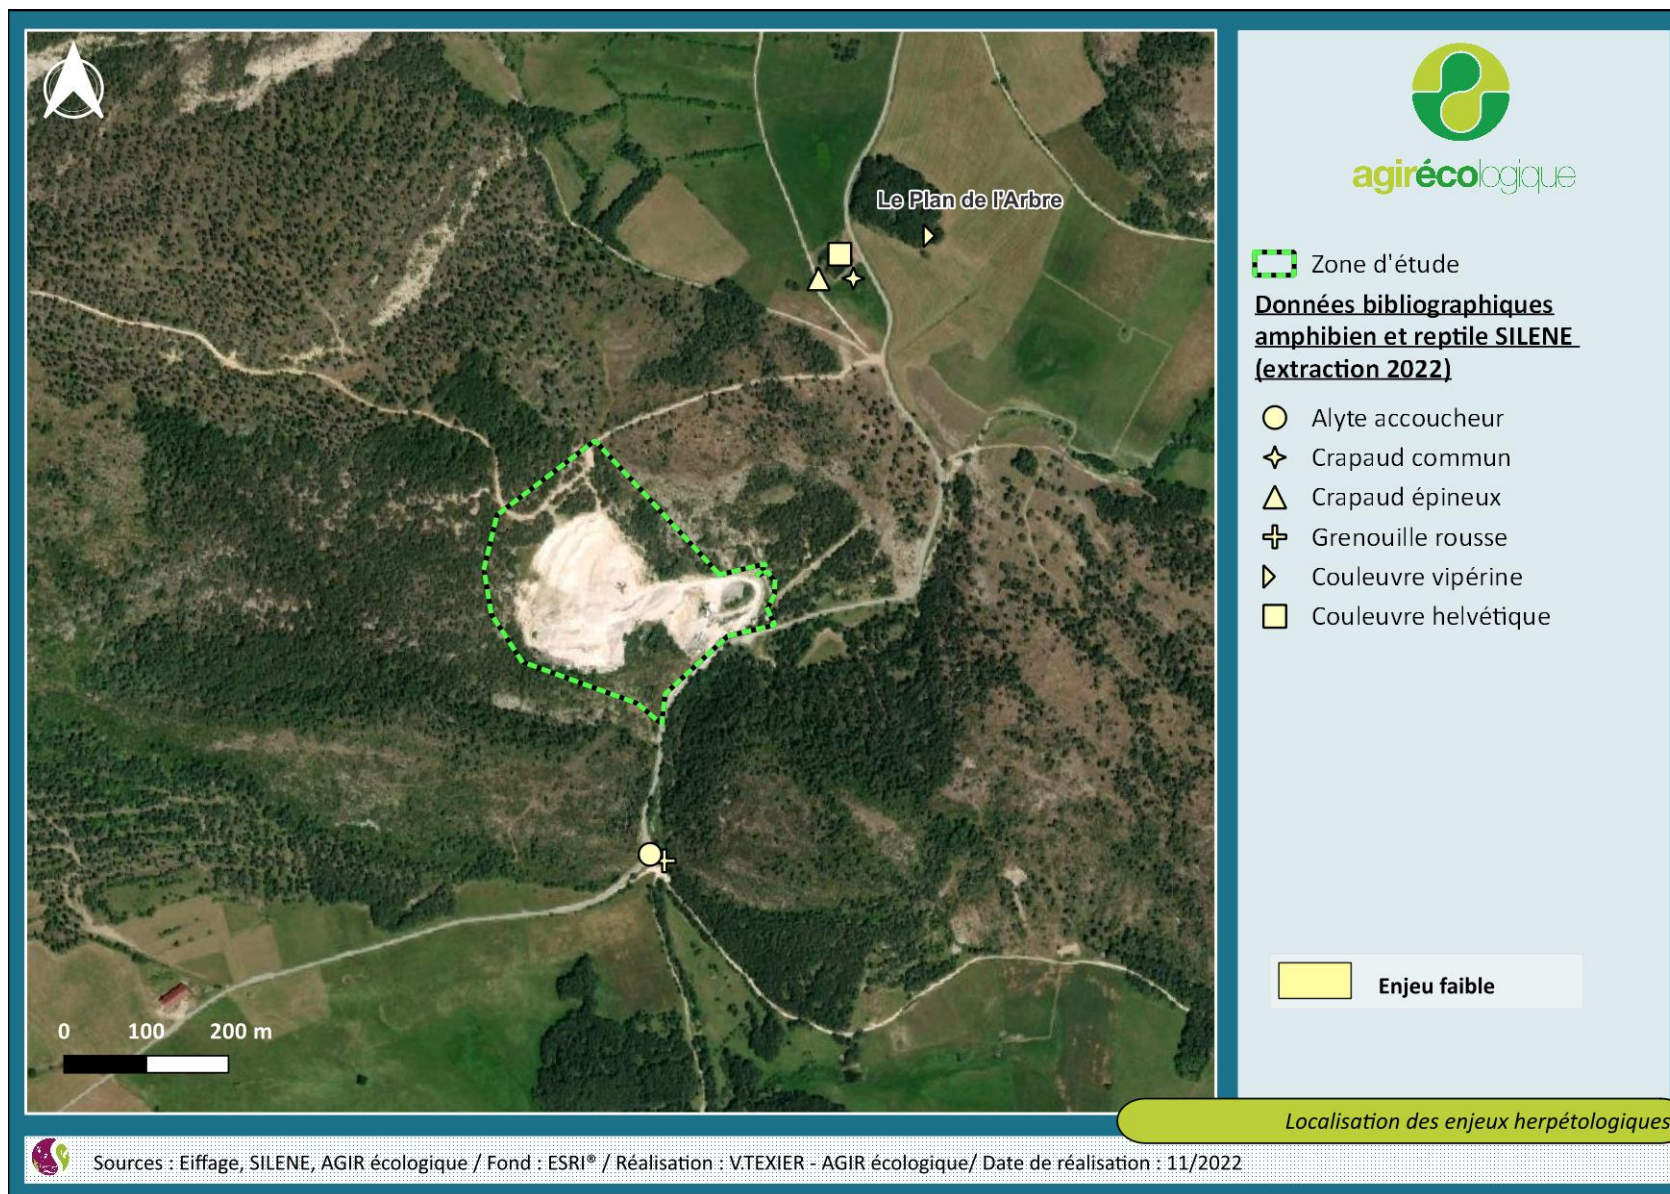 agirécologique
Le Plan de l'Arbre
Zone d'étude
Données bibliographiques
amphibien et reptile SILENE
(extraction 2022)
Alyte accoucheur
Crapaud commun
Crapaud épineux
Grenouille rousse
Couleuvre vipérine
Couleuvre helvétique
Enjeu faible
0 100 200 m
Localisation des enjeux herpétologiques
Sources : Eiffage, SILENE, AGIR écologique / Fond : ESRI® / Réalisation : V.TEXIER - AGIR écologique/ Date de réalisation : 11/2022